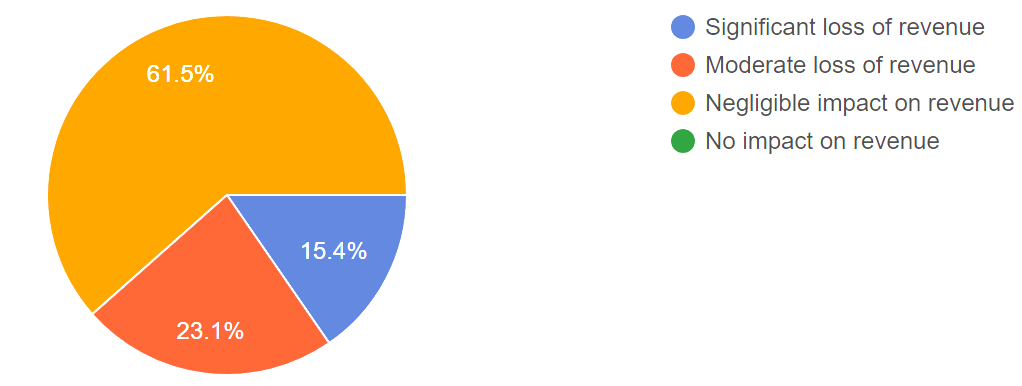 61.5%
15.4%
23.1%
Significant loss of revenue
Moderate loss of revenue
Negligible impact on revenue
No impact on revenue